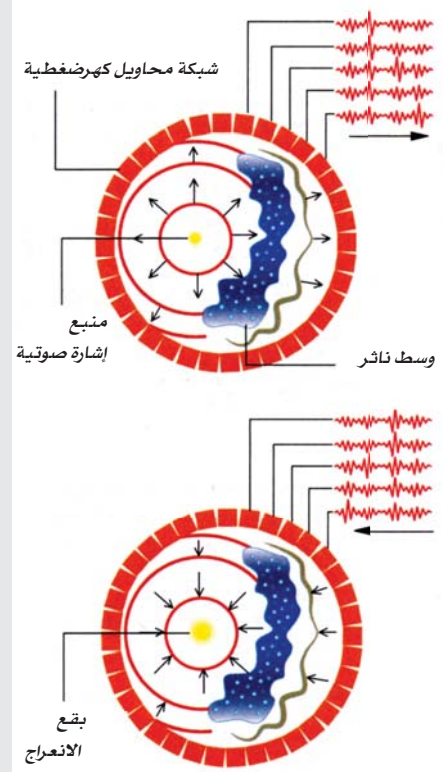 شبكة محاويل كهرضغطية
منبع
إشارة صوتية
وسط ناثر
بقع
الانعراج